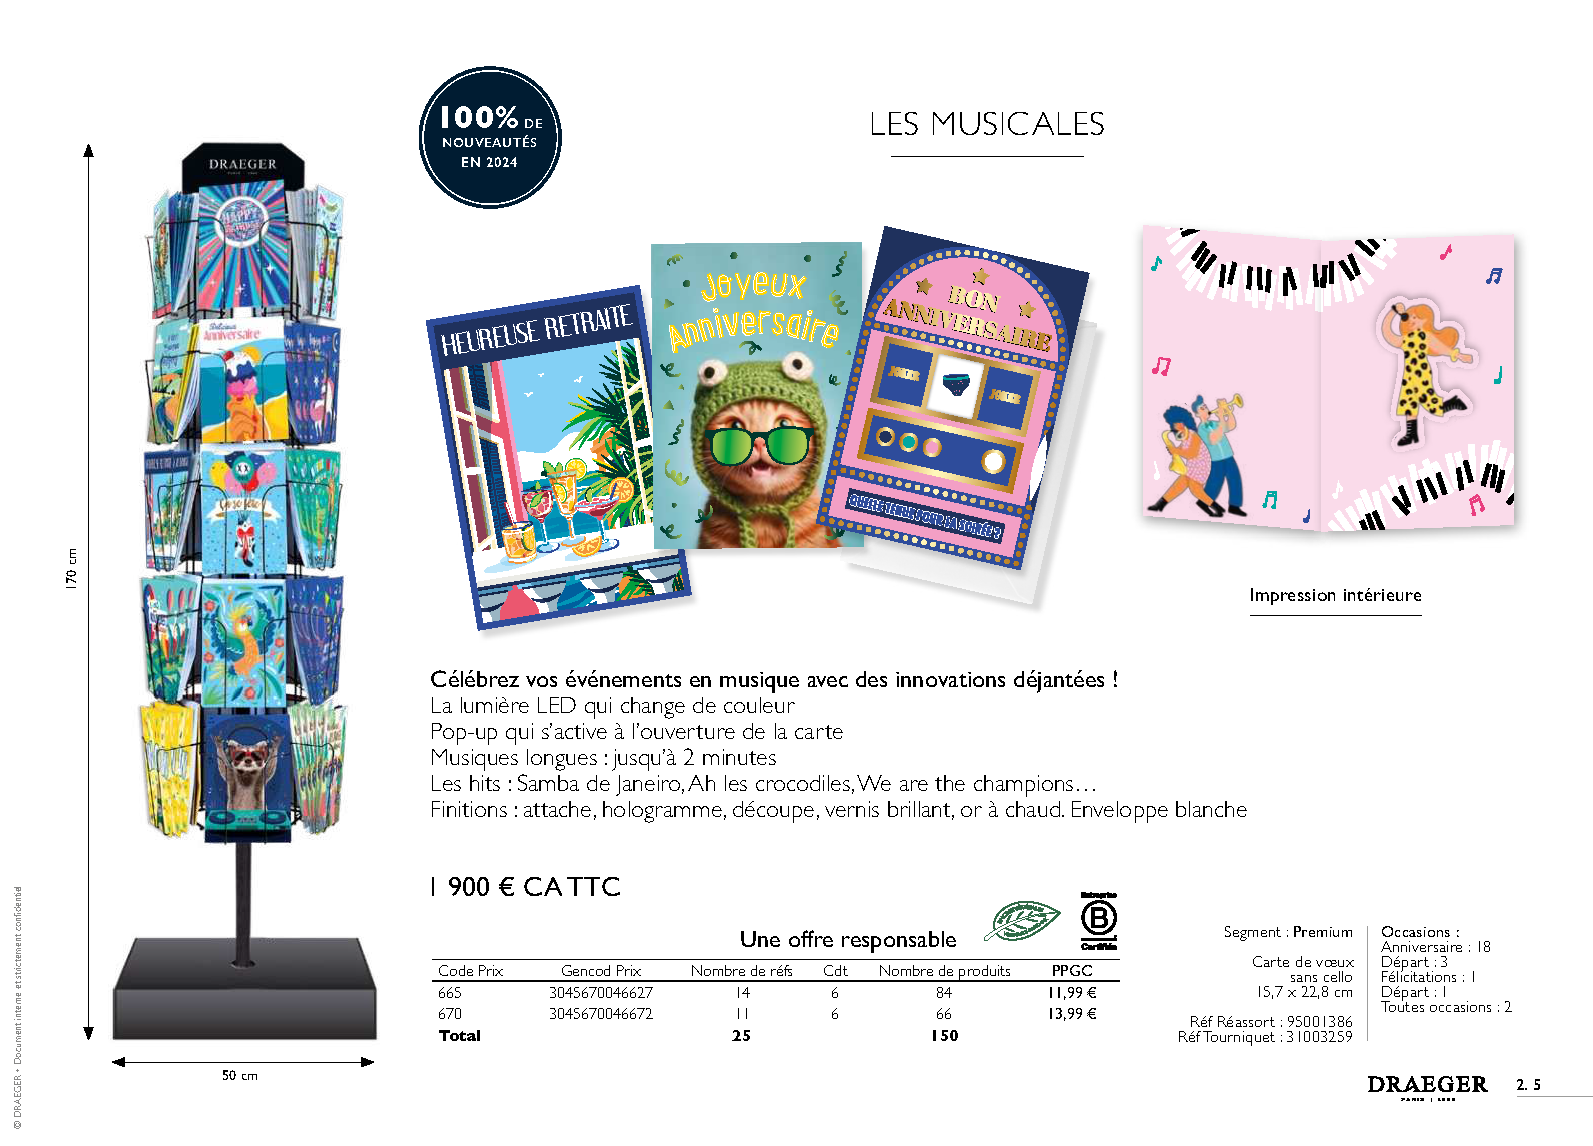 100% DE
NOUVEAUTÉS
EN 2024
LES MUSICALES
DRAEGER
HAPPY
Délicieux
Anniversaire
170 cm
50 cm
HEUREUSE RETRAITE
Joyeux
Anniversaire
BON
ANNIVERSAIRE
JOKER
JOKER
Impression intérieure
Célébrez vos événements en musique avec des innovations déjantées !
La lumière LED qui change de couleur
Pop-up qui s’active à l’ouverture de la carte
Musiques longues : jusqu’à 2 minutes
Les hits : Samba de Janeiro, Ah les crocodiles, We are the champions…
Finitions : attache, hologramme, découpe, vernis brillant, or à chaud. Enveloppe blanche
1 900 € CA TTC
Une offre responsable
Entreprise
B
Certifiée
Code Prix Gencod Prix Nombre de réfs Cdt Nombre de produits PPGC
665 3045670046627 14 6 84 11,99 €
670 3045670046672 11 6 66 13,99 €
Total 25 150
Segment : Premium
Carte de vœux
sans cello
15,7 x 22,8 cm
Réf Réassort : 95001386
Réf Tourniquet : 31003259
Occasions :
Anniversaire : 18
Départ : 3
Félicitations : 1
Départ : 1
Toutes occasions : 2
DRAEGER
2. 5
© DRAEGER • Document interne et strictement confidentiel